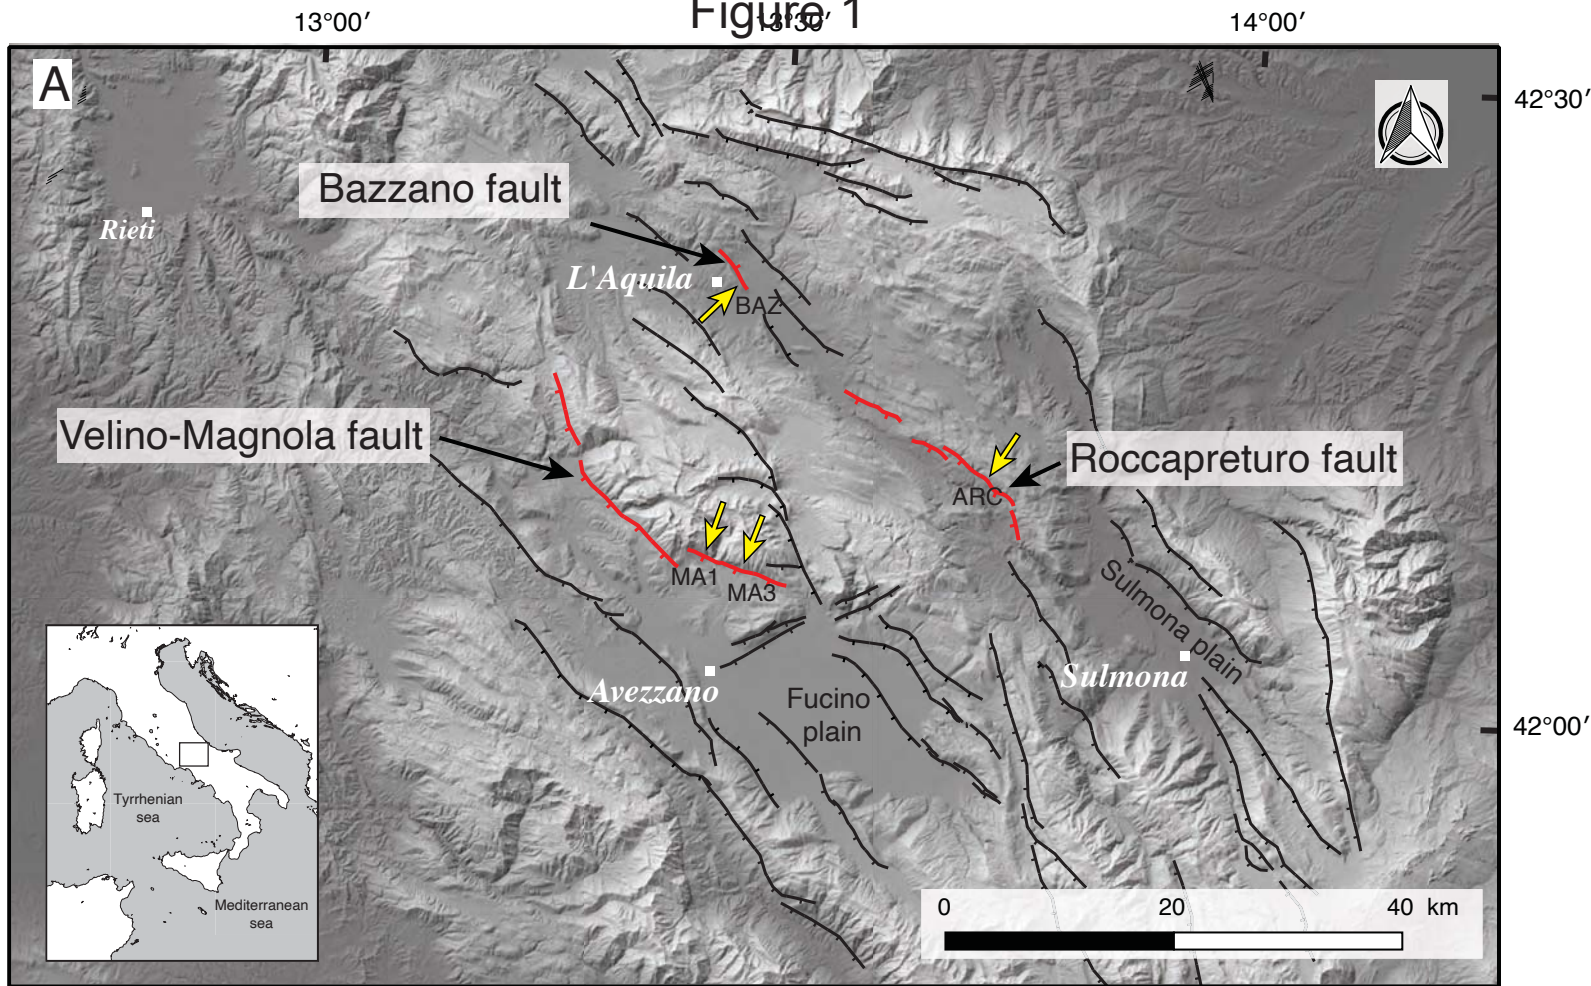 Figure 1
13°00′
13°30′
14°00′
A
42°30′
Bazzano fault
Rieti
L'Aquila
BAZ
Velino-Magnola fault
Roccapreturo fault
ARC
MA1
MA3
Sulmona plain
Sulmona
Avezzano
Fucino
plain
42°00′
Tyrrhenian
sea
Mediterranean
sea
0 20 40 km